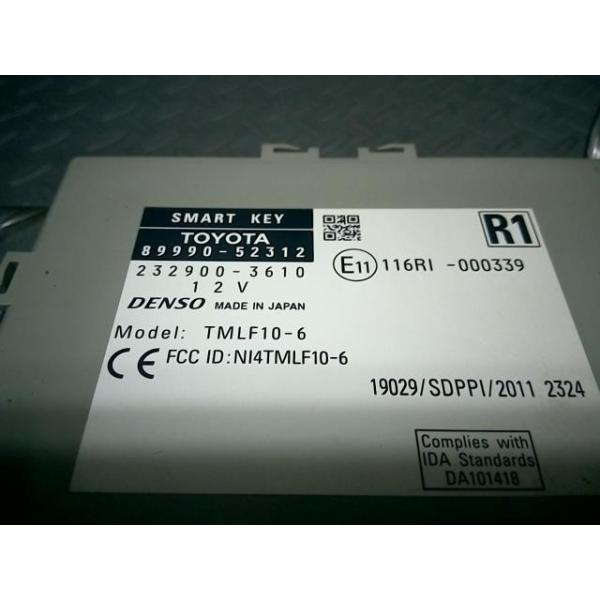 SMART KEY
TOYOTA
89990-52312
232900-3610
12V
DENSO MADE IN JAPAN
Model: TMLF10-6
CE FCC ID:NI4TMLF10-6
R1
E11 116RI -000339
19029/SDPPI/2011 2324
Complies with
IDA Standards
DA101418